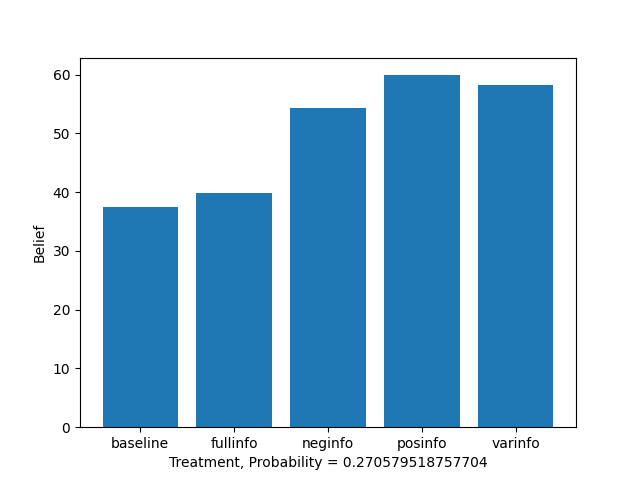 60
50
40
30
20
10
0
Belief
baseline fullinfo neginfo posinfo varinfo
Treatment, Probability = 0.270579518757704